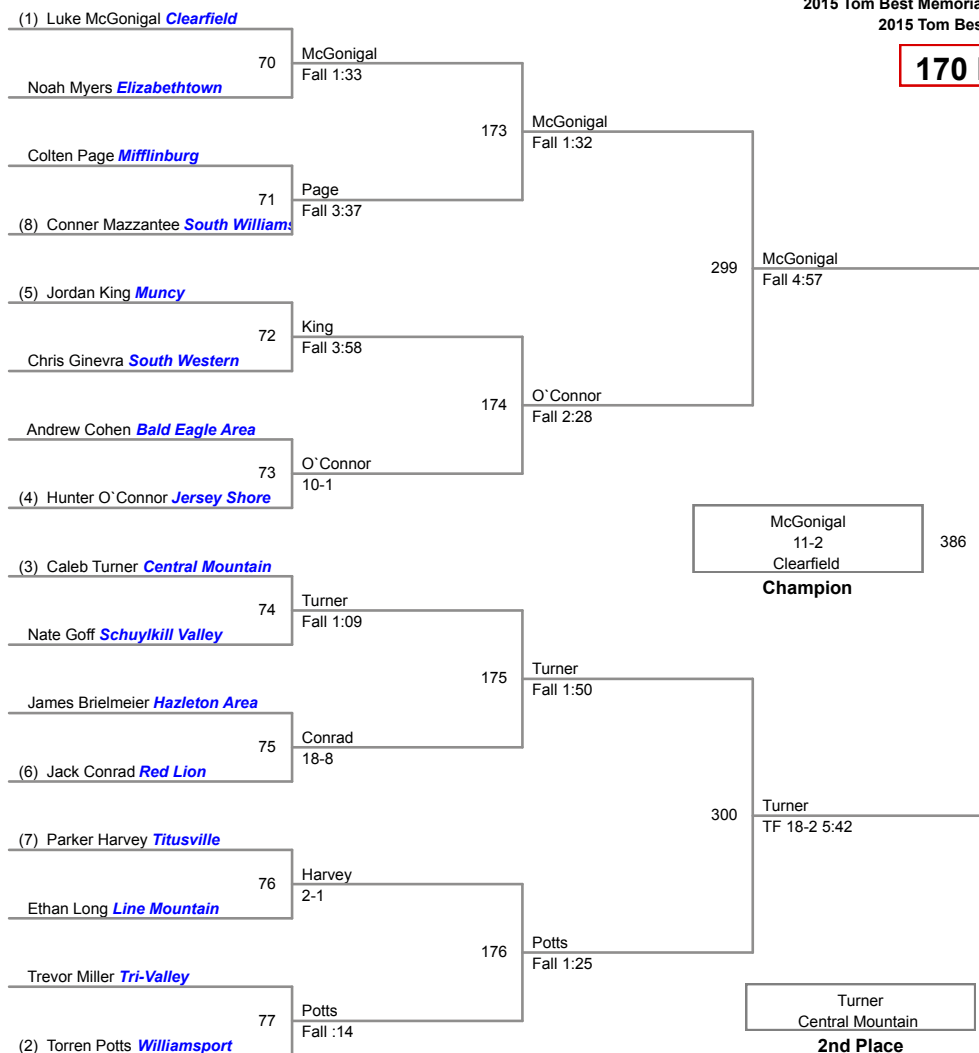 2015 Tom Best Memoria
2015 Tom Bes
170
(1) Luke McGonigal Clearfield
70 McGonigal
Fall 1:33
Noah Myers Elizabethtown
173 McGonigal
Fall 1:32
Colten Page Mifflinburg
71 Page
Fall 3:37
(8) Conner Mazzantee South Williams
299 McGonigal
Fall 4:57
(5) Jordan King Muncy
72 King
Fall 3:58
Chris Ginevra South Western
174 O`Connor
Fall 2:28
Andrew Cohen Bald Eagle Area
73 O`Connor
10-1
(4) Hunter O`Connor Jersey Shore
McGonigal
11-2
Clearfield
386
Champion
(3) Caleb Turner Central Mountain
74 Turner
Fall 1:09
Nate Goff Schuylkill Valley
175 Turner
Fall 1:50
James Brielmeier Hazleton Area
75 Conrad
18-8
(6) Jack Conrad Red Lion
300 Turner
TF 18-2 5:42
(7) Parker Harvey Titusville
76 Harvey
2-1
Ethan Long Line Mountain
176 Potts
Fall 1:25
Trevor Miller Tri-Valley
77 Potts
Fall :14
(2) Torren Potts Williamsport
Turner
Central Mountain
2nd Place